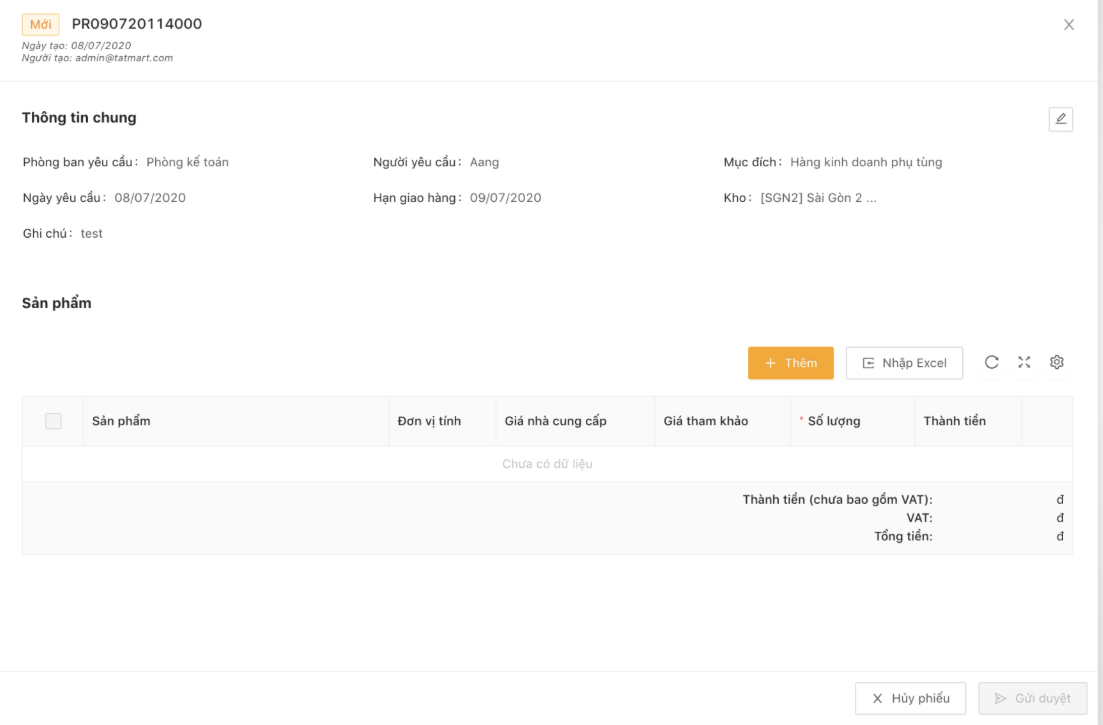 Mới PR090720114000
Ngày tạo: 08/07/2020
Người tạo: admin@tatmart.com
Thông tin chung
Phòng ban yêu cầu: Phòng kế toán Người yêu cầu: Aang Mục đích: Hàng kinh doanh phụ tùng
Ngày yêu cầu: 08/07/2020 Hạn giao hàng: 09/07/2020 Kho: [SGN2] Sài Gòn 2 ...
Ghi chú: test
Sản phẩm
+ Thêm Nhập Excel
Sản phẩm Đơn vị tính Giá nhà cung cấp Giá tham khảo * Số lượng Thành tiền
Chưa có dữ liệu
Thành tiền (chưa bao gồm VAT): đ
VAT: đ
Tổng tiền: đ
Hủy phiếu Gửi duyệt